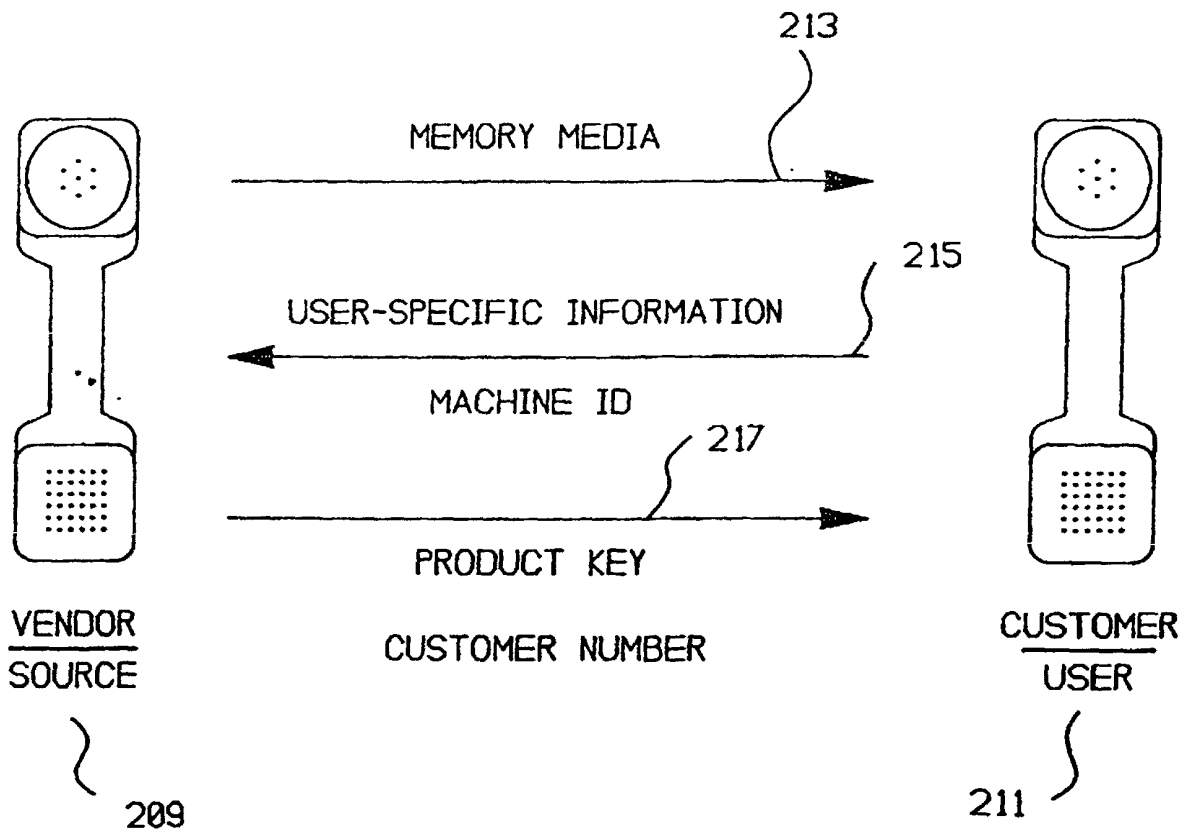 213
MEMORY MEDIA
215
USER-SPECIFIC INFORMATION
MACHINE ID
217
PRODUCT KEY
CUSTOMER NUMBER
VENDOR
SOURCE
CUSTOMER
USER
209
211